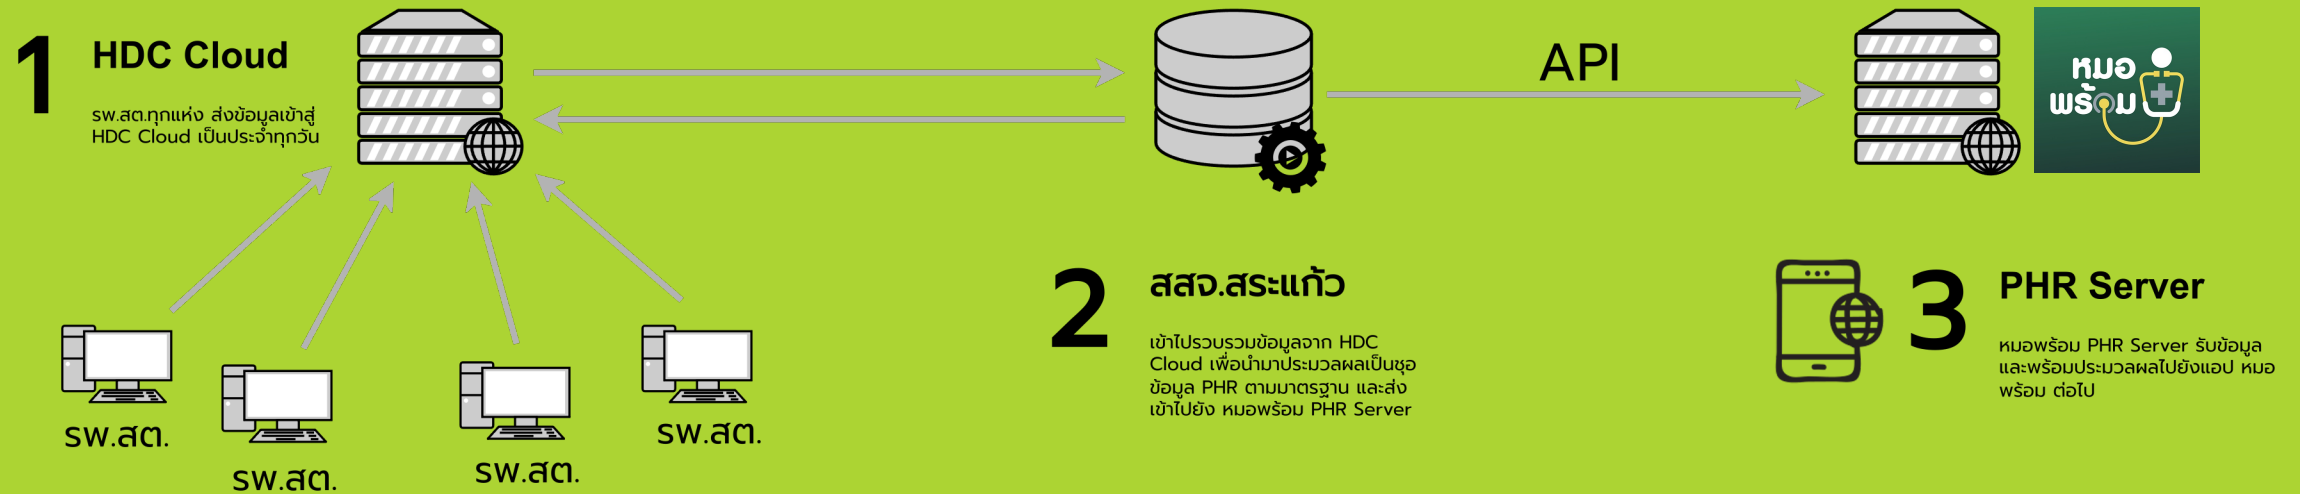 1
HDC Cloud
รพ.สต.ทุกแห่ง ส่งข้อมูลเข้าสู่
HDC Cloud เป็นประจำทุกวัน
รพ.สต.
รพ.สต.
รพ.สต.
รพ.สต.
API
หมอ
พร้อม
2
สสจ.สระแก้ว
เข้าไปรวบรวมข้อมูลจาก HDC
Cloud เพื่อนำมาประมวลผลเป็นชุอ
ข้อมูล PHR ตามมาตรฐาน และส่ง
เข้าไปยัง หมอพร้อม PHR Server
3
PHR Server
หมอพร้อม PHR Server รับข้อมูล
และพร้อมประมวลผลไปยังแอป หมอ
พร้อม ต่อไป